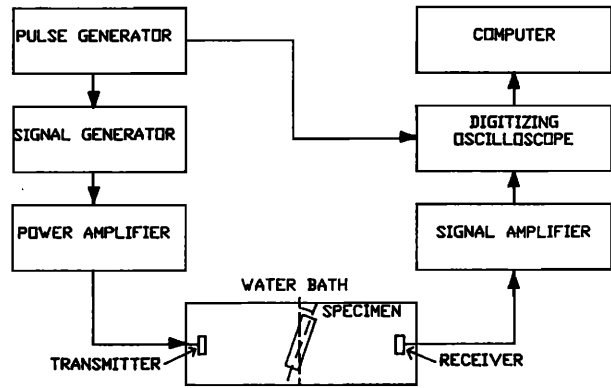 PULSE GENERATOR
COMPUTER
SIGNAL GENERATOR
DIGITIZING
OSCILLOSCOPE
POWER AMPLIFIER
SIGNAL AMPLIFIER
WATER BATH
SPECIMEN
TRANSMITTER
RECEIVER